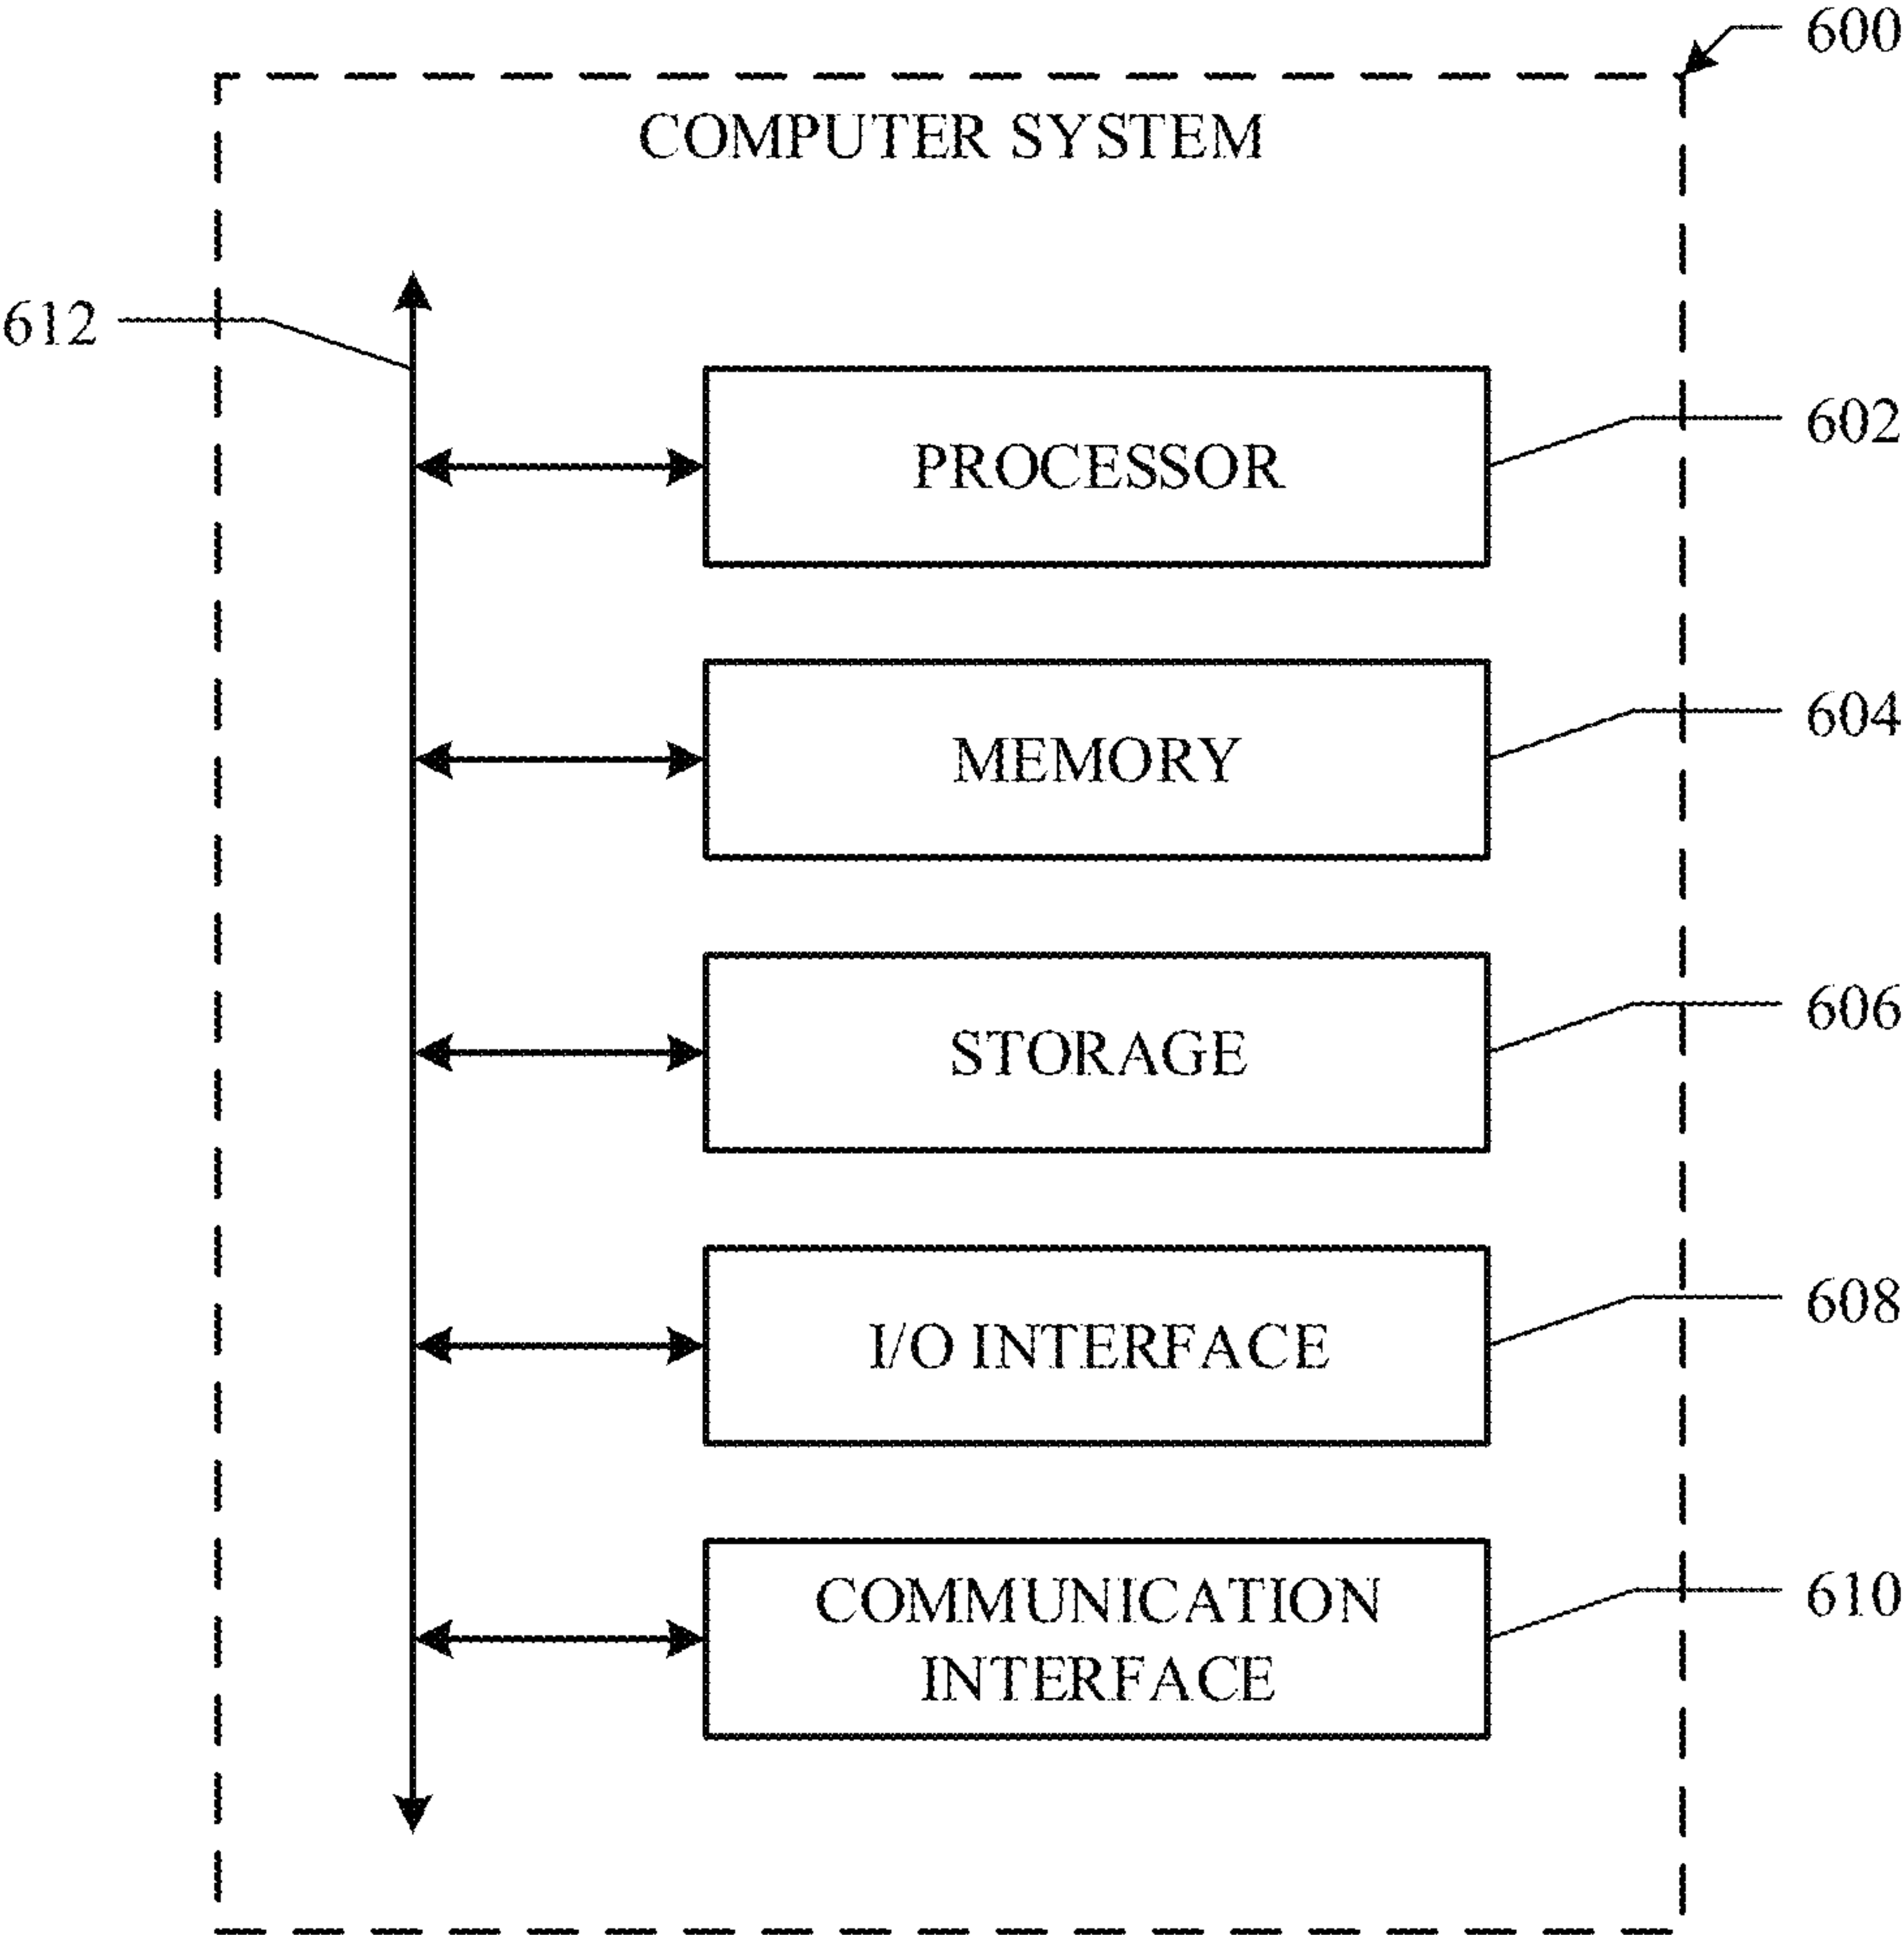 600
COMPUTER SYSTEM
612
602
PROCESSOR
604
MEMORY
606
STORAGE
608
I/O INTERFACE
610
COMMUNICATION
INTERFACE